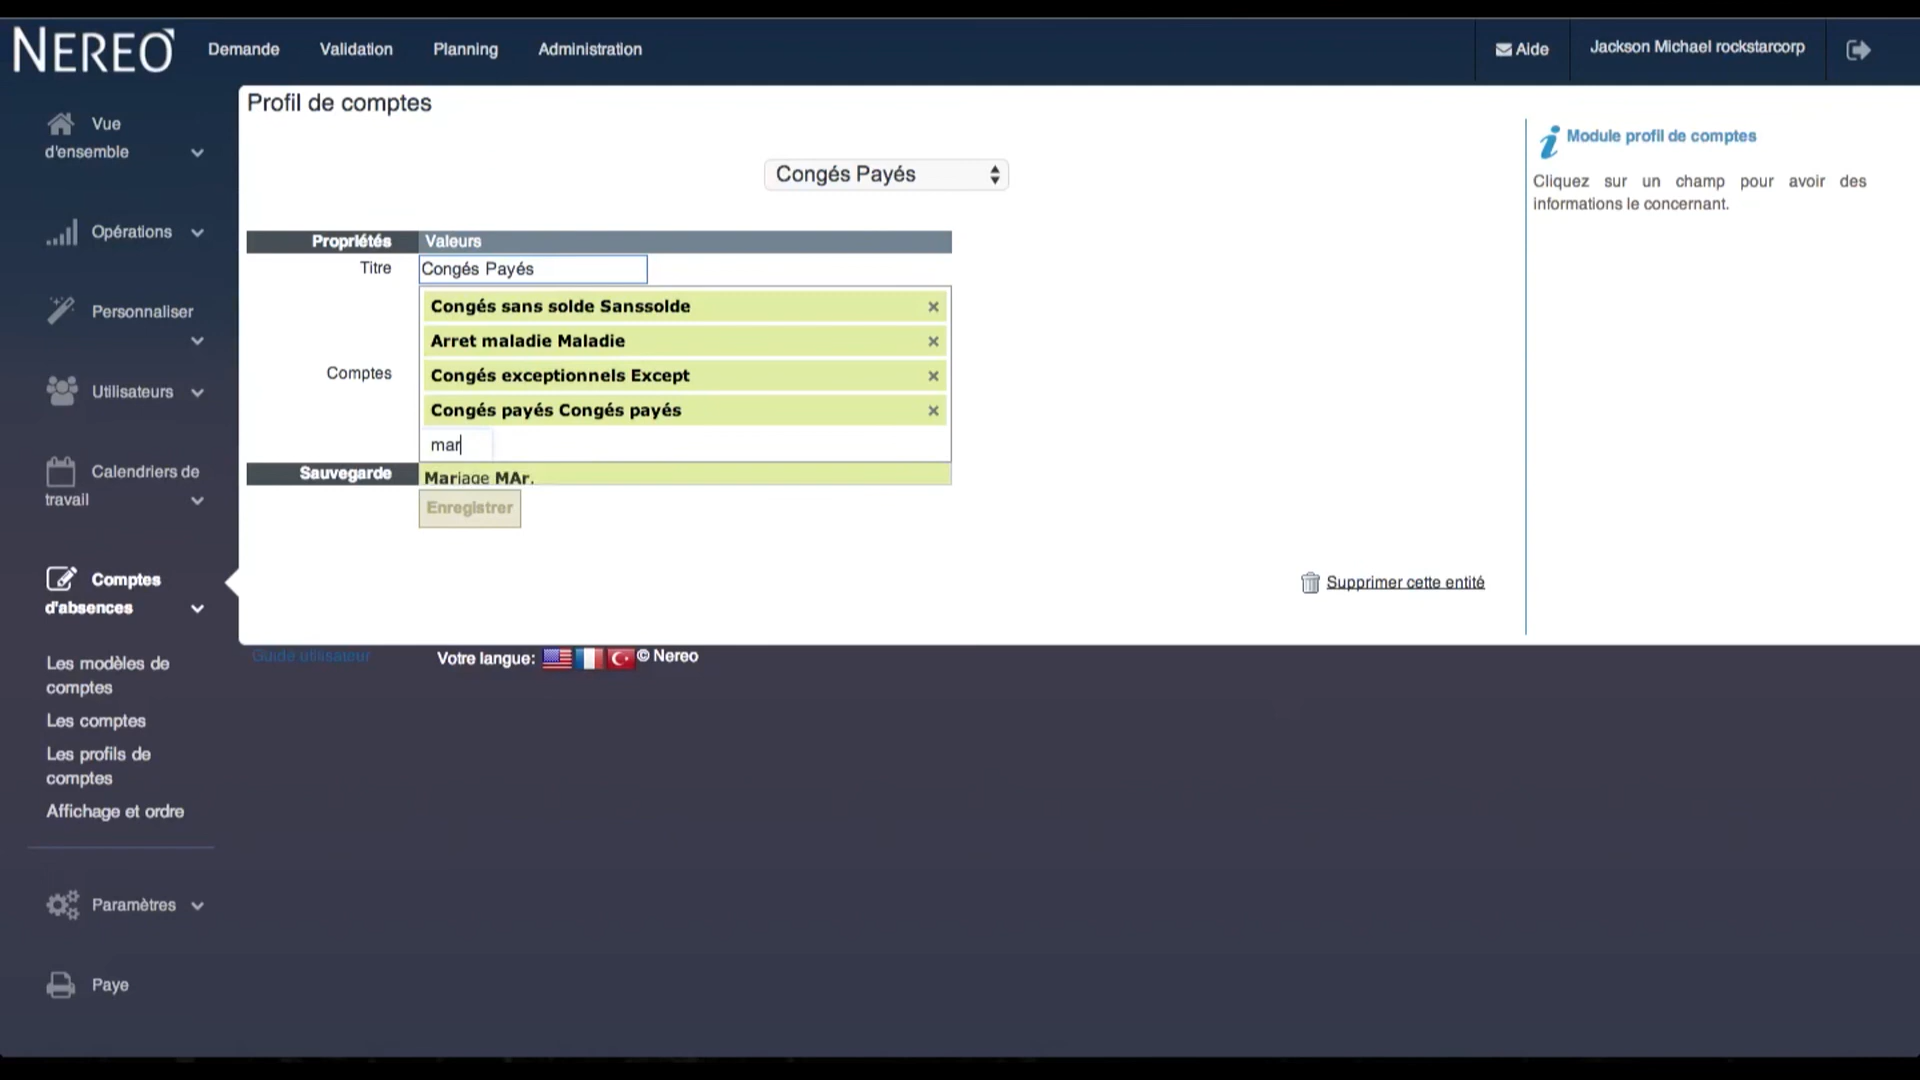 NEREO
Demande
Validation
Planning
Administration
Aide
Jackson Michael rockstarcorp
Vue
d'ensemble
Opérations
Personnaliser
Utilisateurs
Calendriers de
travail
Comptes
d'absences
Les modèles de
comptes
Les comptes
Les profils de
comptes
Affichage et ordre
Paramètres
Paye
Profil de comptes
Congés Payés
Propriétés
Valeurs
Titre
Congés Payés
Comptes
Congés sans solde Sanssolde ×
Arret maladie Maladie ×
Congés exceptionnels Except ×
Congés payés Congés payés ×
mar
Sauvegarde
Mariage MAr.
Enregistrer
Supprimer cette entité
Module profil de comptes
Cliquez sur un champ pour avoir des
informations le concernant.
Guide utilisateur
Votre langue:
© Nereo